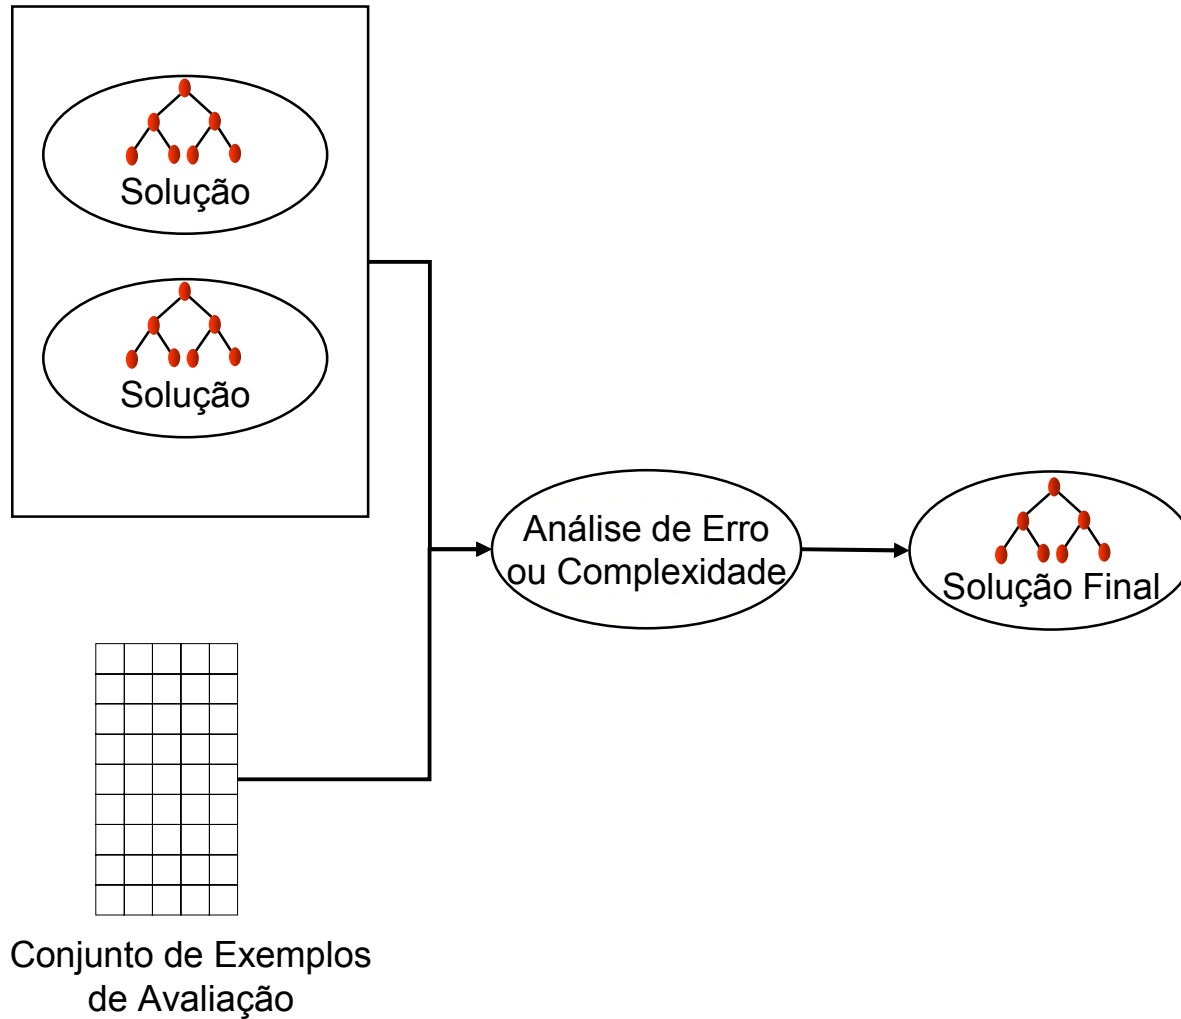 Solução
Solução
Análise de Erro
ou Complexidade
Solução Final
Conjunto de Exemplos
de Avaliação